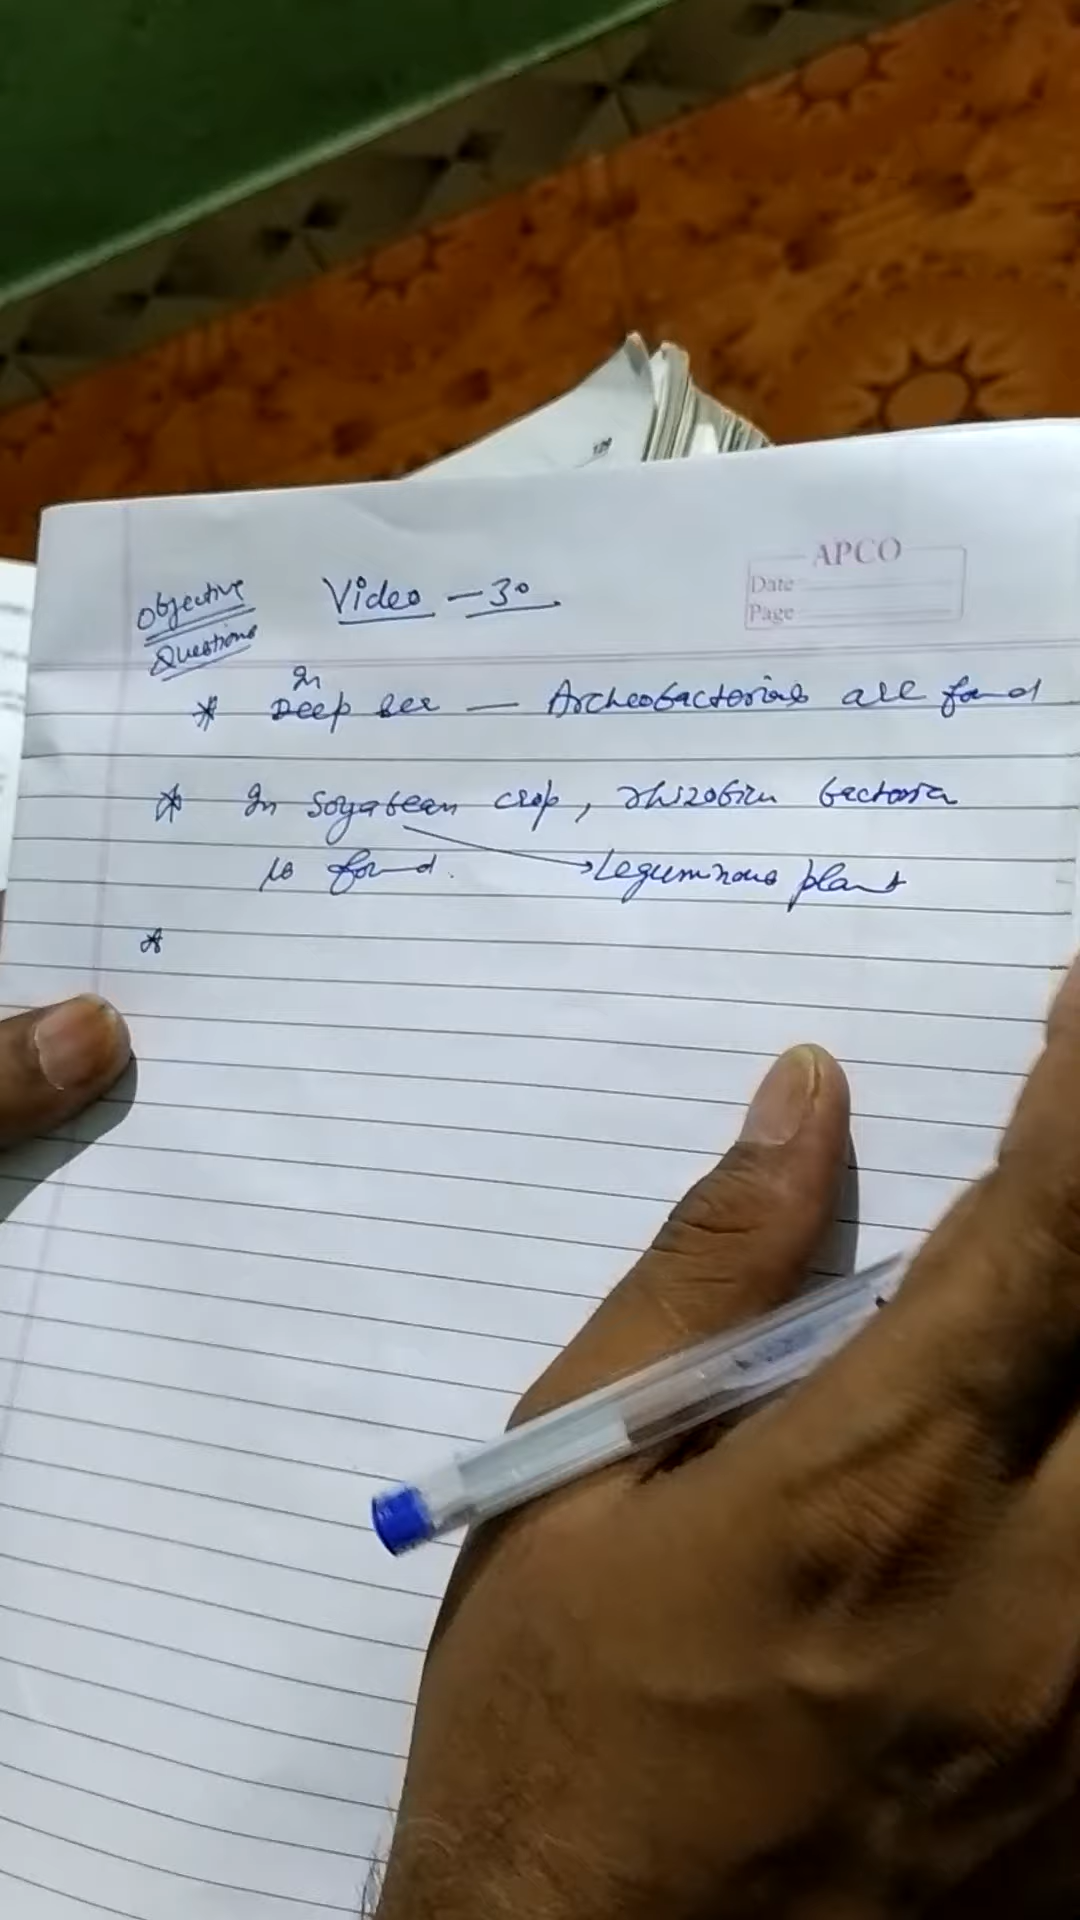 Objective
Questions
Video - 30
APCO
Date
Page
In
* Deep see — Archeobacterias are found
* In Soyabean crop, rhizobium bacteria
is found. → Leguminous plant
*